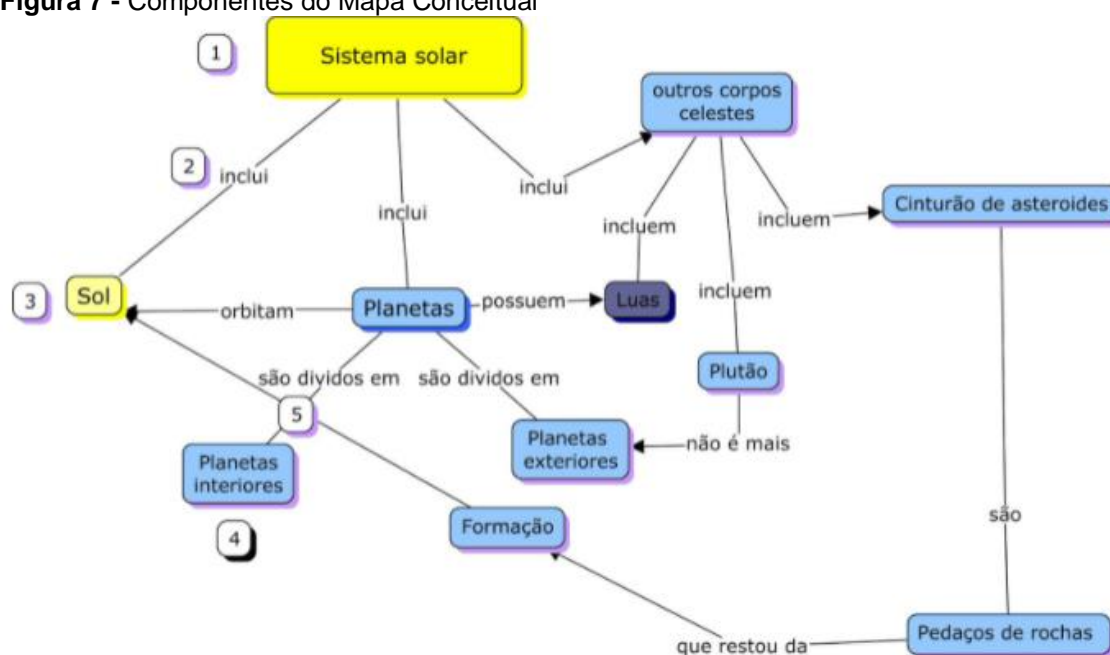 Figura 7 - Componentes do Mapa Conceitual
1
Sistema solar
outros corpos
celestes
2
inclui
inclui
inclui
incluem
incluem
Cinturão de asteroides
3
Sol
orbitam
Planetas
possuem
Luas
incluem
são dividos em
são dividos em
Plutão
5
Planetas
interiores
Planetas
exteriores
não é mais
4
Formação
são
que restou da
Pedaços de rochas